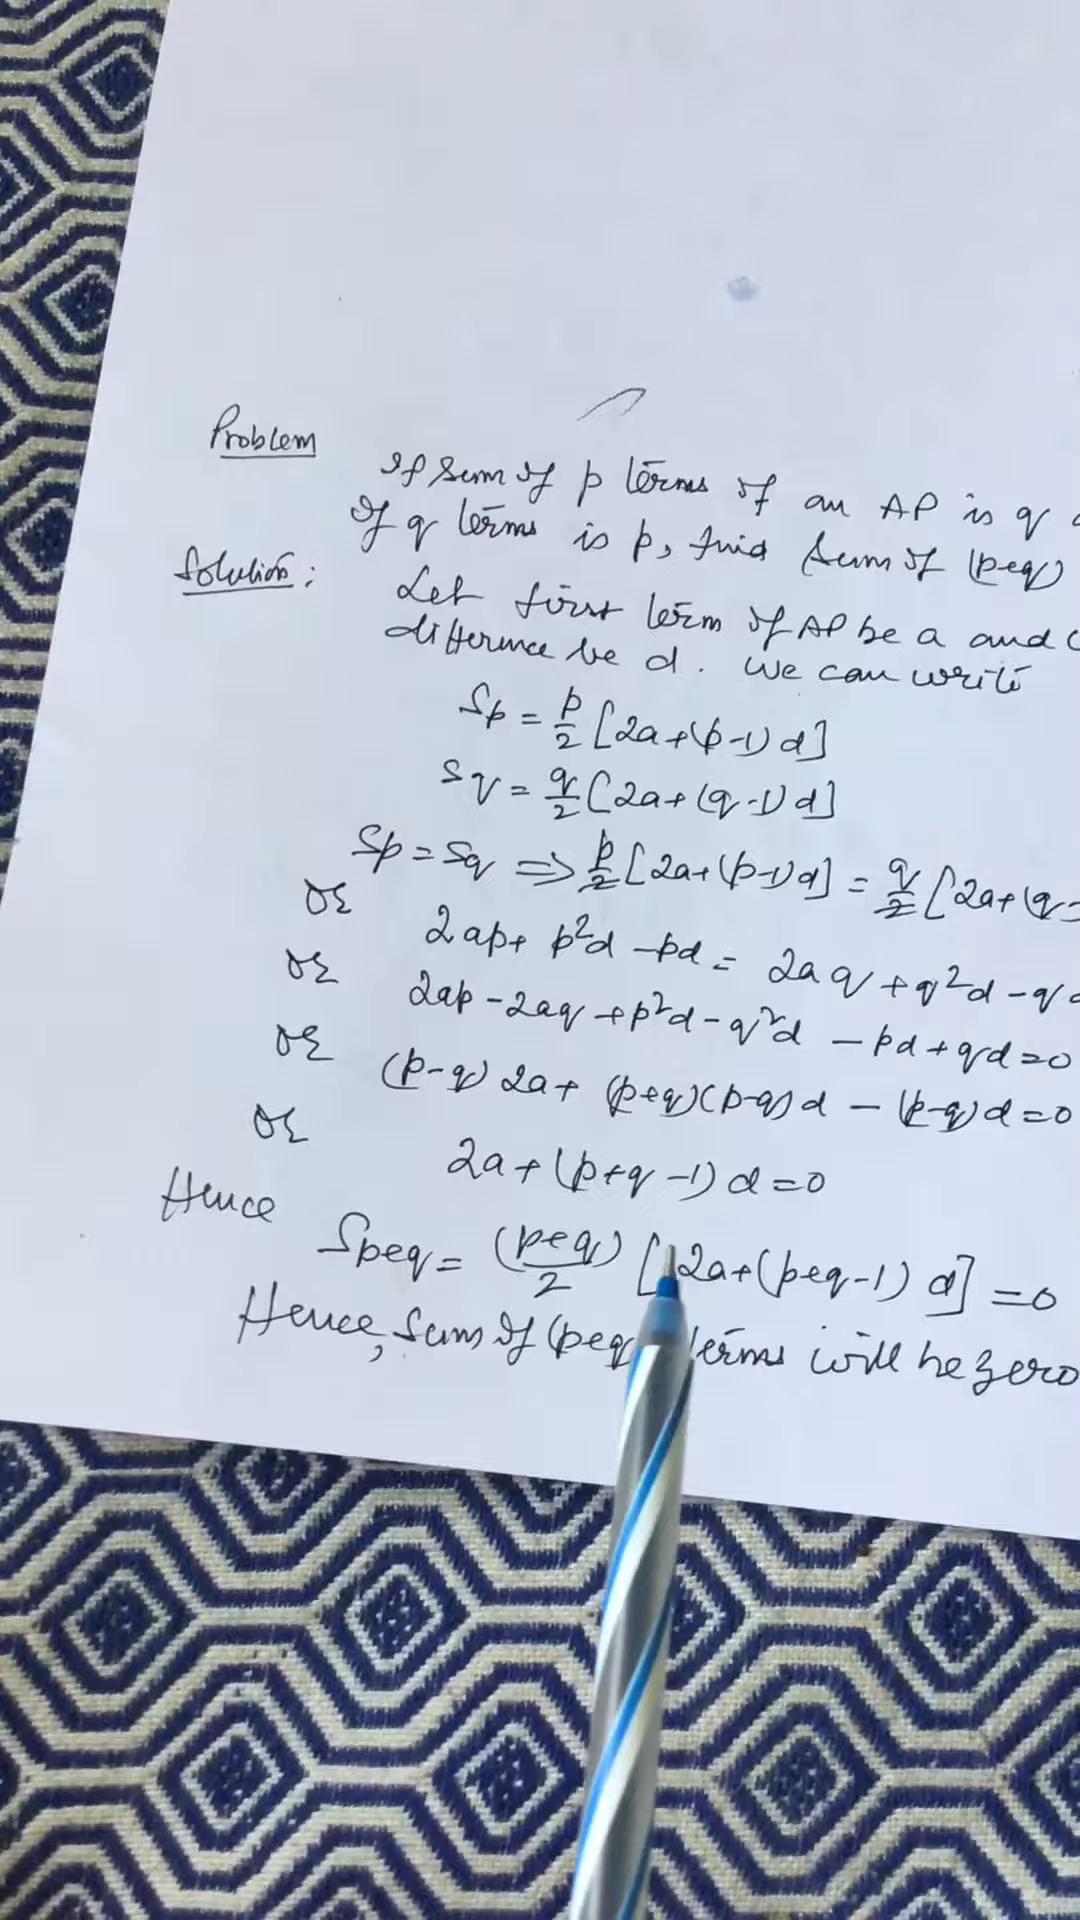 Problem
If sum of p terms of an AP is q
of q terms is p, find sum of (p+q)
Solution:
Let first term of AP be a and
difference be d. We can write
Sp = p/2 [2a+(p-1)d]
Sq = q/2 [2a+(q-1)d]
Sp = Sq ⇒ p/2 [2a+(p-1)d] = q/2 [2a+(q-
or 2ap+ p²d - pd = 2aq + q²d - qd
or 2ap - 2aq + p²d - q²d - pd + qd = 0
or (p-q) 2a + (p+q)(p-q)d - (p-q)d = 0
or 2a + (p+q-1)d = 0
Hence Sp+q = (p+q)/2 [2a+(p+q-1)d] = 0
Hence, sum of (p+q terms will be zero